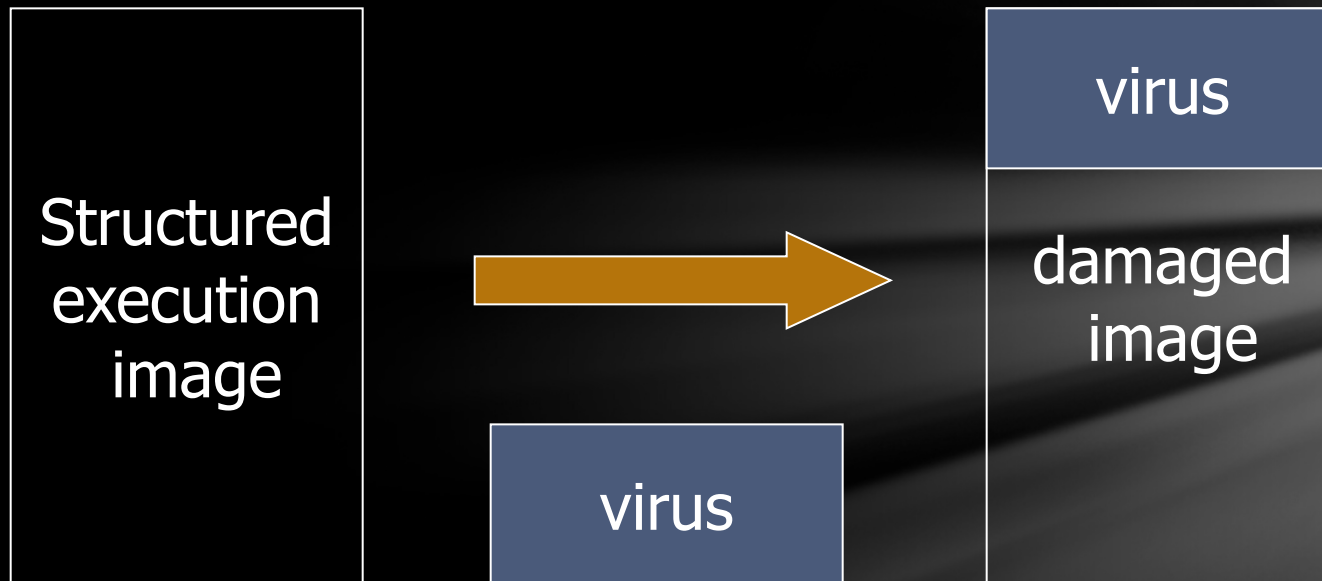 Structured
execution
image
virus
virus
damaged
image